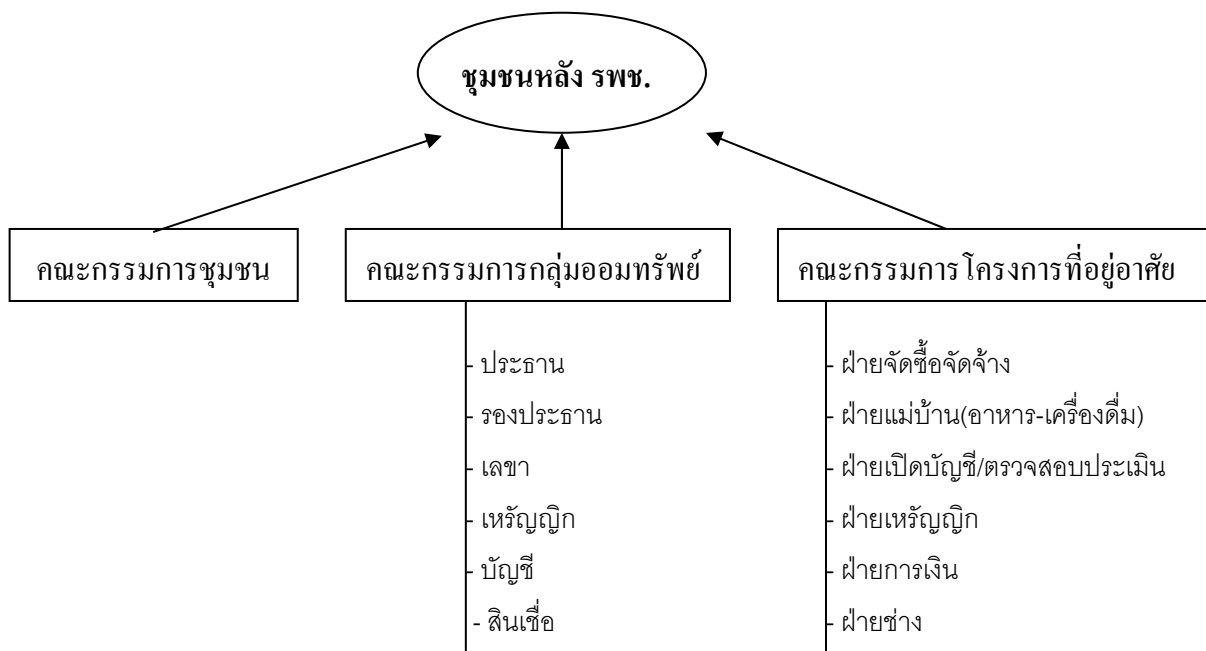 ชุมชนหลัง รพช.
คณะกรรมการชุมชน
คณะกรรมการกลุ่มออมทรัพย์
- ประธาน
- รองประธาน
- เลขา
- เหรัญญิก
- บัญชี
- สินเชื่อ
คณะกรรมการโครงการที่อยู่อาศัย
- ฝ่ายจัดซื้อจัดจ้าง
- ฝ่ายแม่บ้าน(อาหาร-เครื่องดื่ม)
- ฝ่ายเปิดบัญชี/ตรวจสอบประเมิน
- ฝ่ายเหรัญญิก
- ฝ่ายการเงิน
- ฝ่ายช่าง